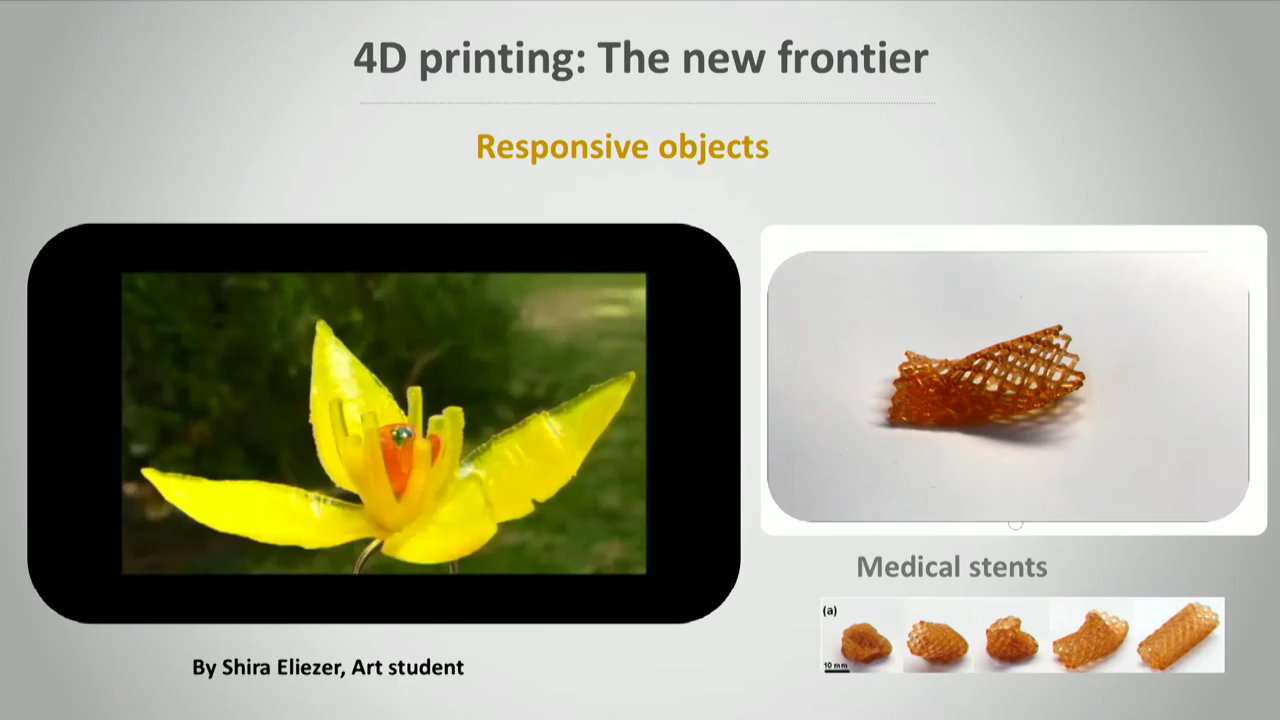 4D printing: The new frontier
Responsive objects
Medical stents
(a)
10 mm
By Shira Eliezer, Art student